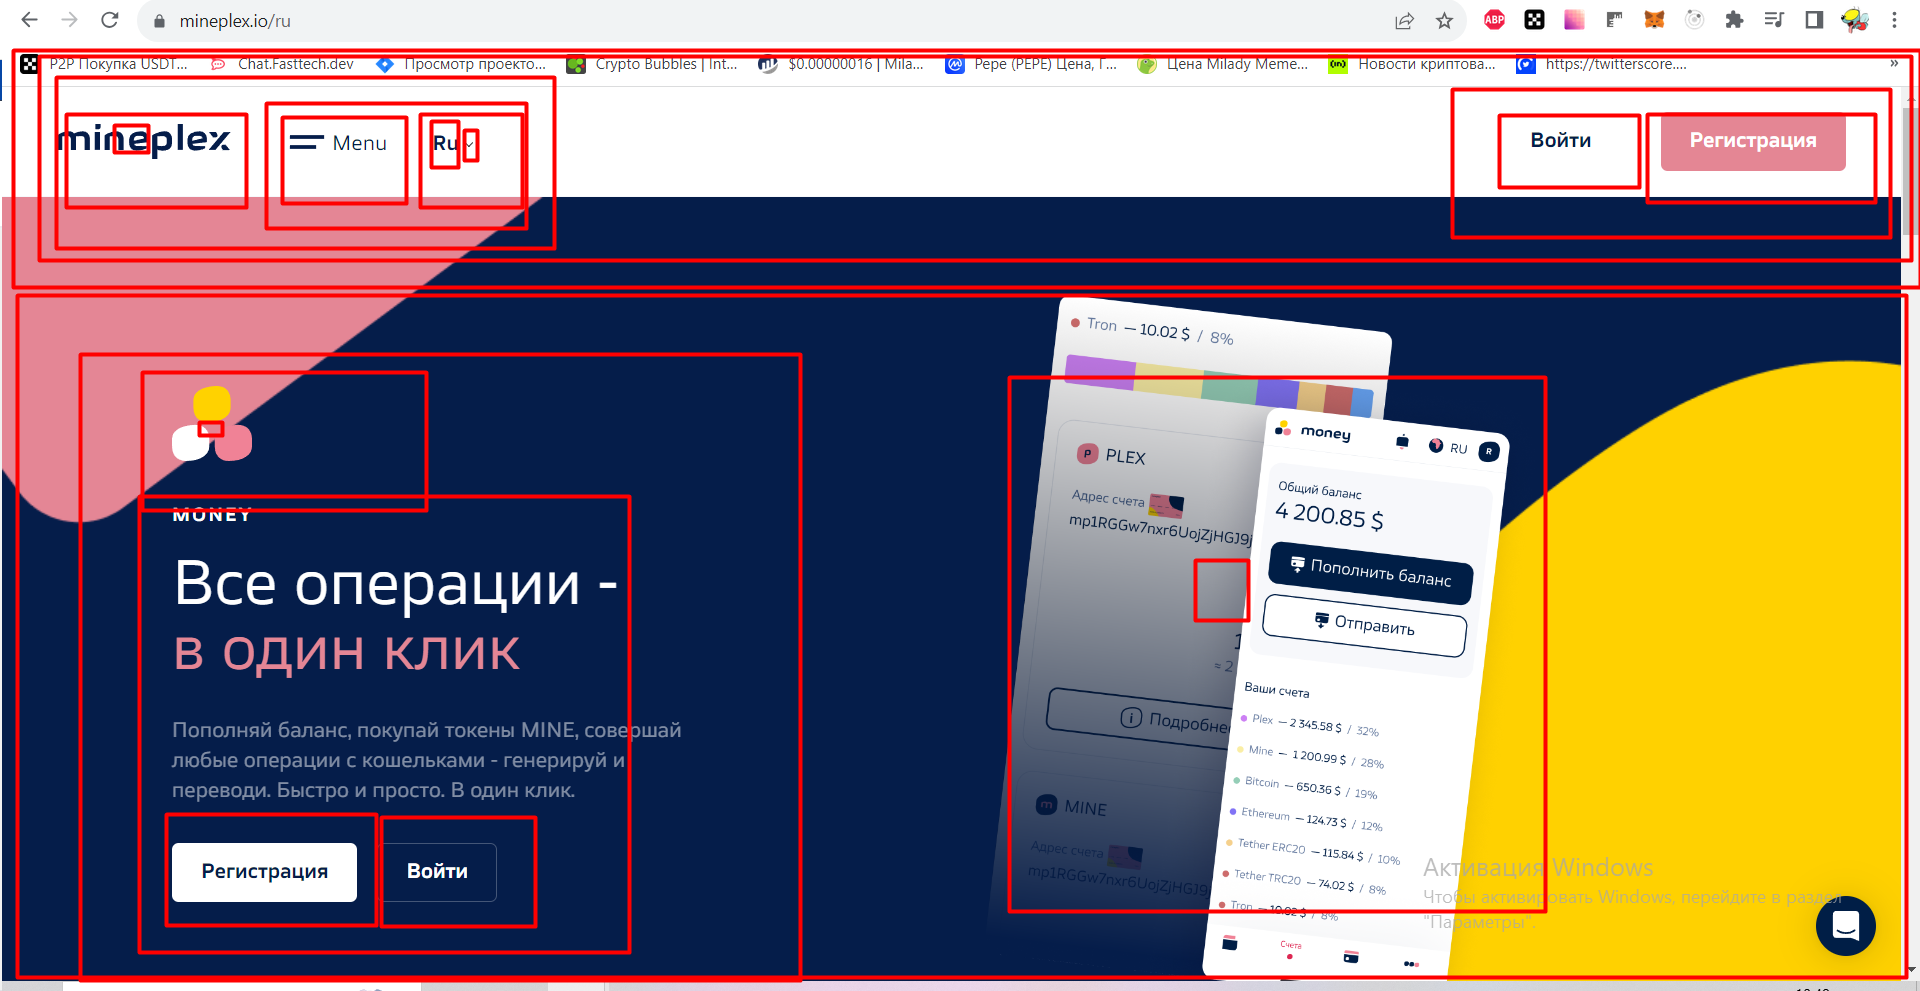 mineplex.io/ru
P2P Покупка USDT...
Chat.Fasttech.dev
Просмотр проекто...
Crypto Bubbles | Int...
$0.00000016 | Mila...
Pepe (PEPE) Цена, Г...
Цена Milady Meme...
Новости криптова...
https://twitterscore....
»
mineplex
Menu
Ru
Войти
Регистрация
MONEY
Все операции -
в один клик
Пополняй баланс, покупай токены MINE, совершай
любые операции с кошельками - генерируй и
переводи. Быстро и просто. В один клик.
Регистрация
Войти
Tron — 10.02 $ / 8%
P PLEX
Адрес счета
≈ 2
Подробне
m MINE
Адрес счета
money
RU R
Общий баланс
4 200.85 $
Пополнить баланс
Отправить
Ваши счета
Plex — 2 345.58 $ / 32%
Mine — 1 200.99 $ / 28%
Bitcoin — 650.36 $ / 19%
Ethereum — 124.73 $ / 12%
Tether ERC20 — 115.84 $ / 10%
Tether TRC20 — 74.02 $ / 8%
Tron — 10.02 $ / 8%
Счета
Активация Windows
Чтобы активировать Windows, перейдите в раздел
"Параметры".